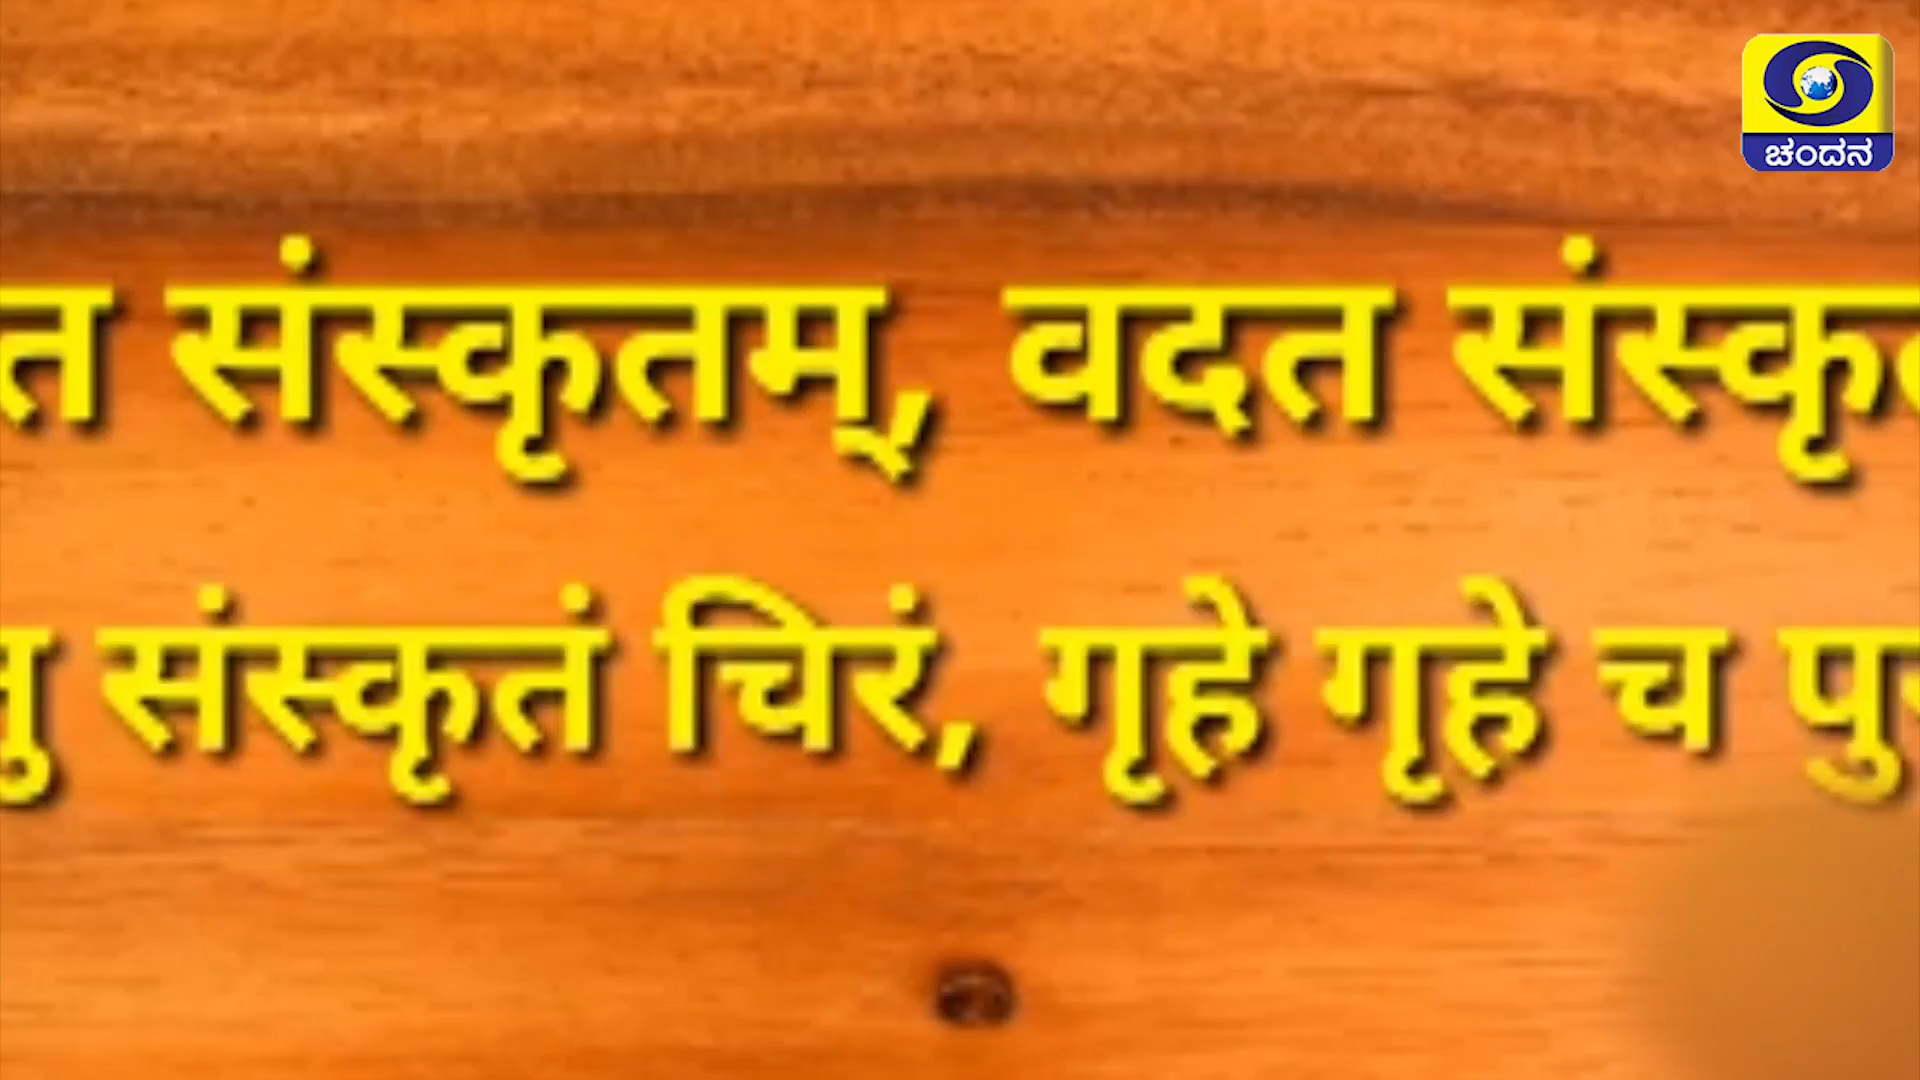 ಚಂದನ
संस्कृतम्, वदत
संस्कृतं चिरं, गृहे गृहे च